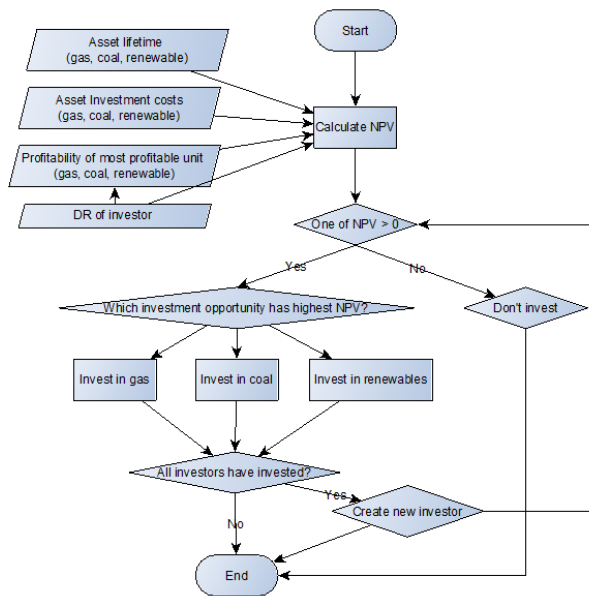 Start
Asset lifetime
(gas, coal, renewable)
Asset Investment costs
(gas, coal, renewable)
Calculate NPV
Profitability of most profitable unit
(gas, coal, renewable)
DR of investor
One of NPV > 0
Yes
No
Which investment opportunity has highest NPV?
Don't invest
Invest in gas
Invest in coal
Invest in renewables
All investors have invested?
Yes
Create new investor
No
End